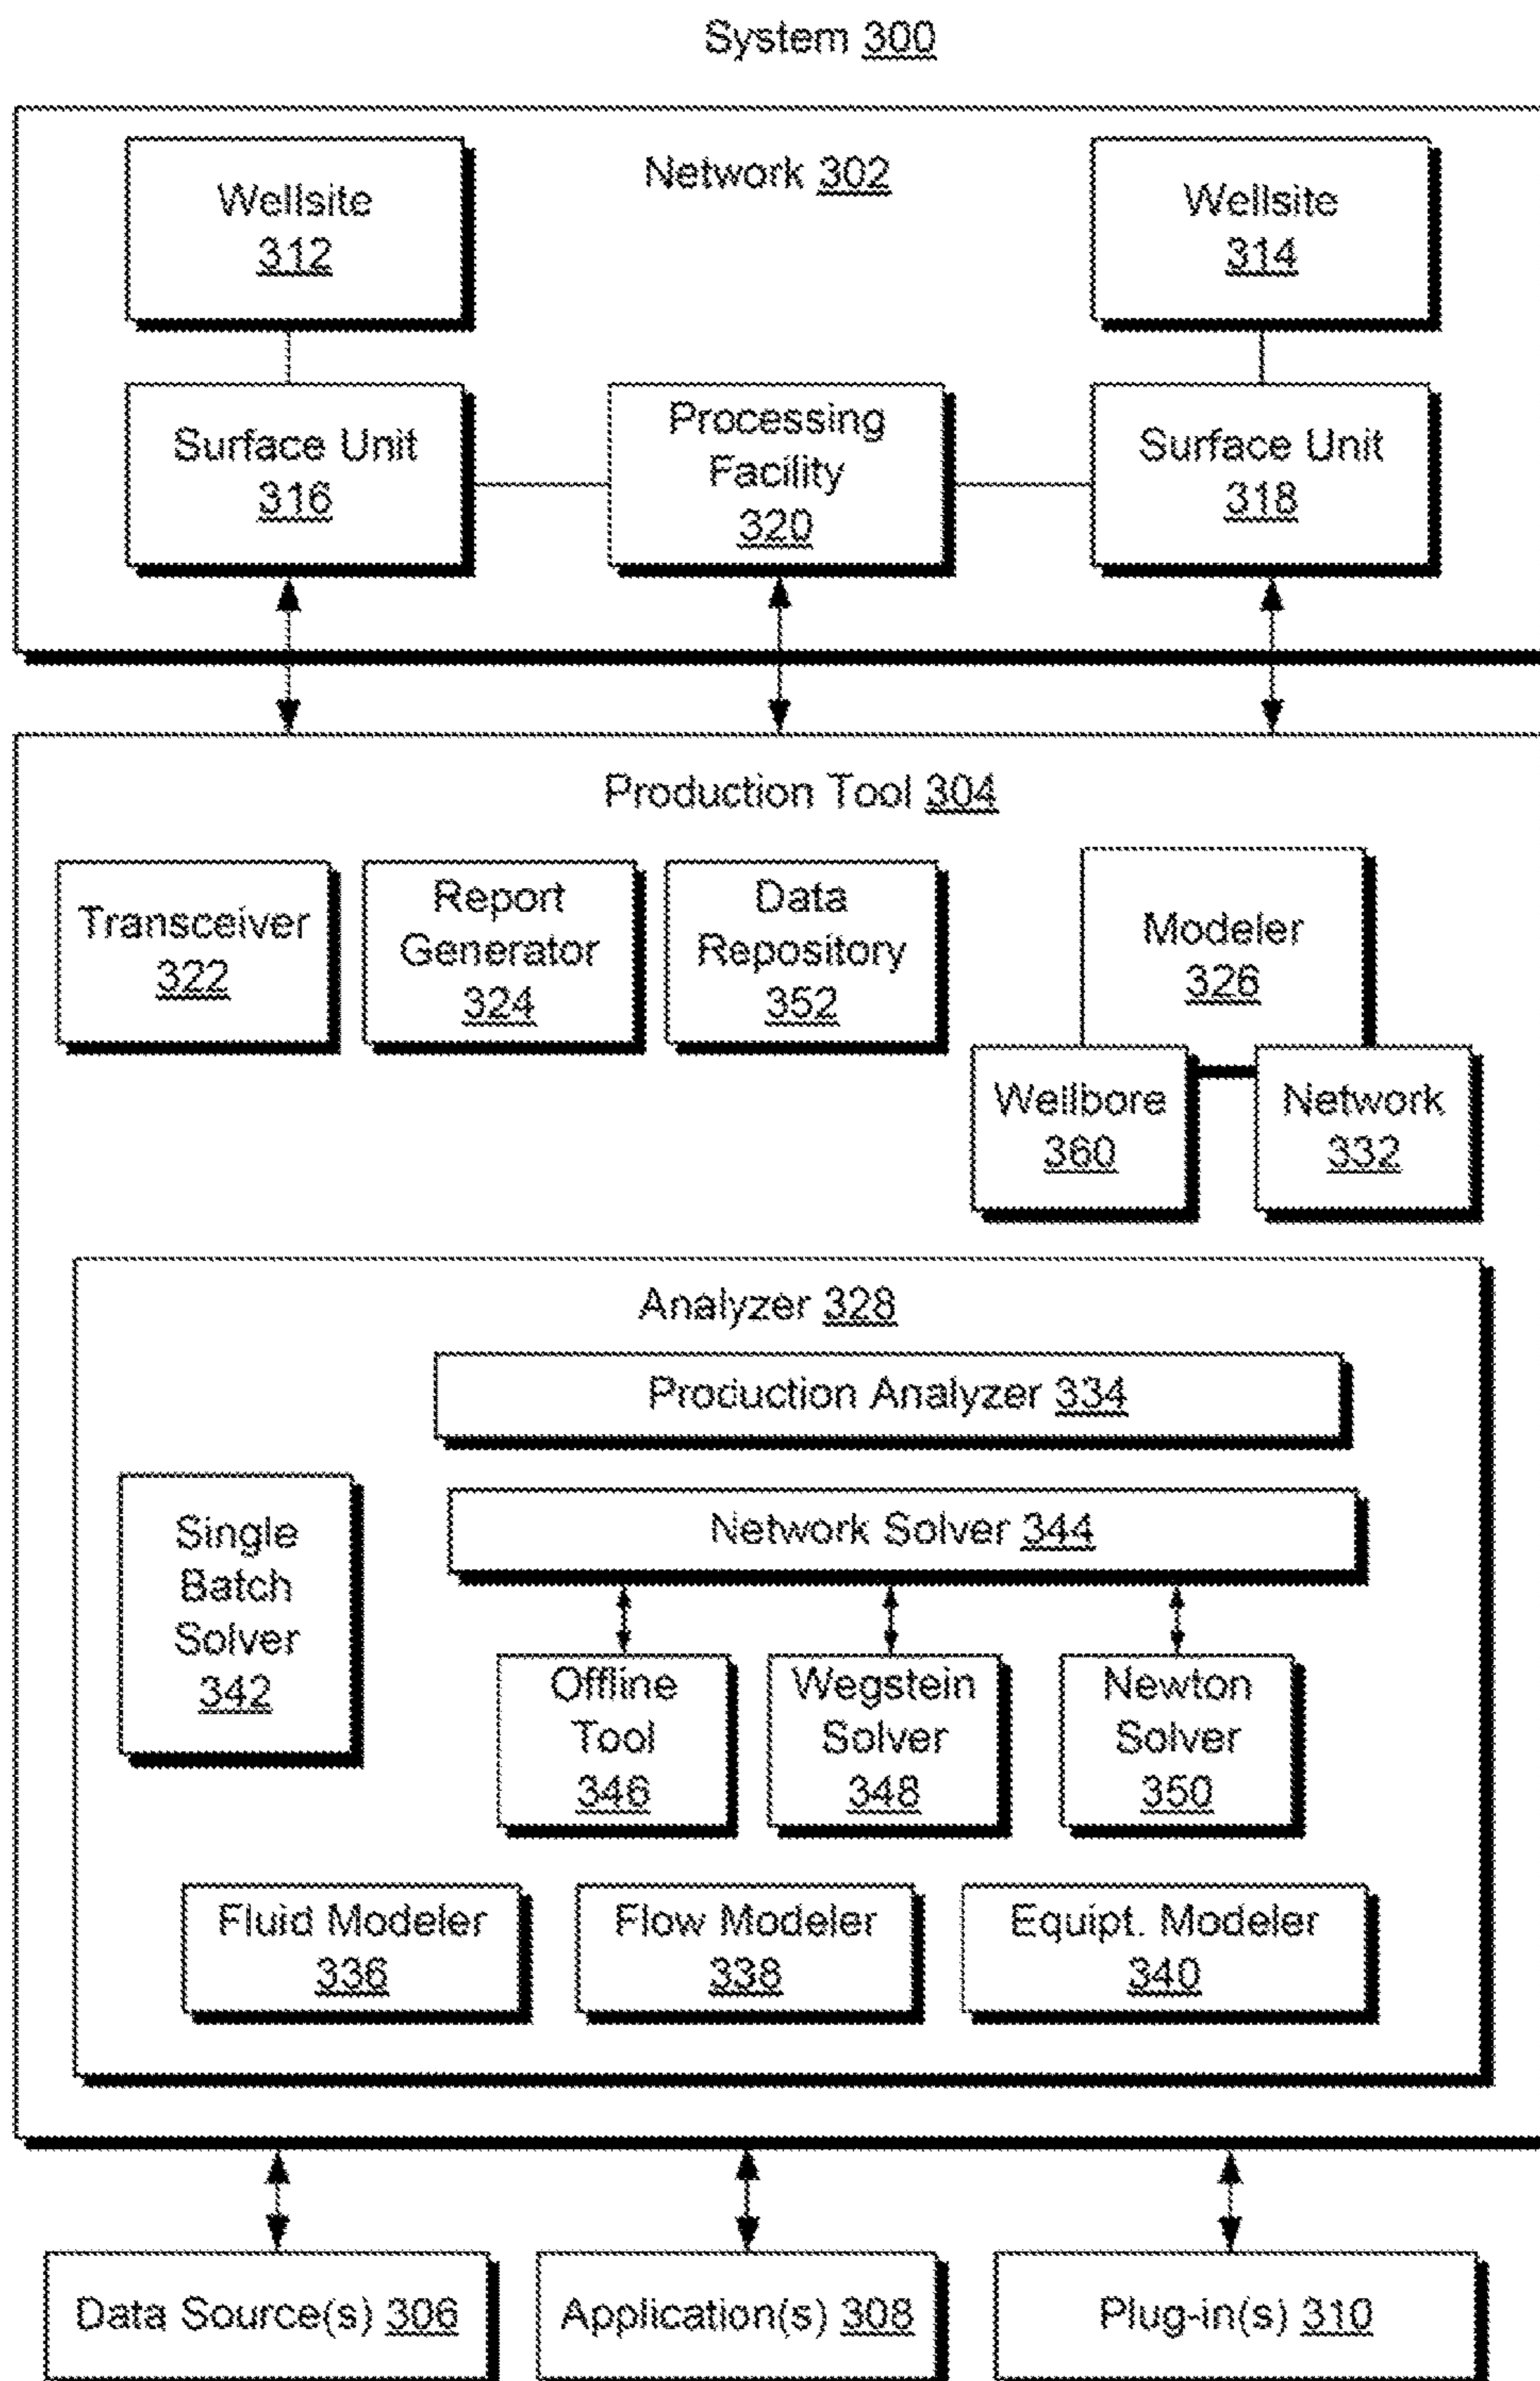 System 300
Network 302
Wellsite
312
Wellsite
314
Surface Unit
316
Processing
Facility
320
Surface Unit
318
Production Tool 304
Transceiver
322
Report
Generator
324
Data
Repository
352
Modeler
326
Wellbore
360
Network
332
Analyzer 328
Production Analyzer 334
Single
Batch
Solver
342
Network Solver 344
Offline
Tool
346
Wegstein
Solver
348
Newton
Solver
350
Fluid Modeler
336
Flow Modeler
338
Equipt. Modeler
340
Data Source(s) 306
Application(s) 308
Plug-in(s) 310